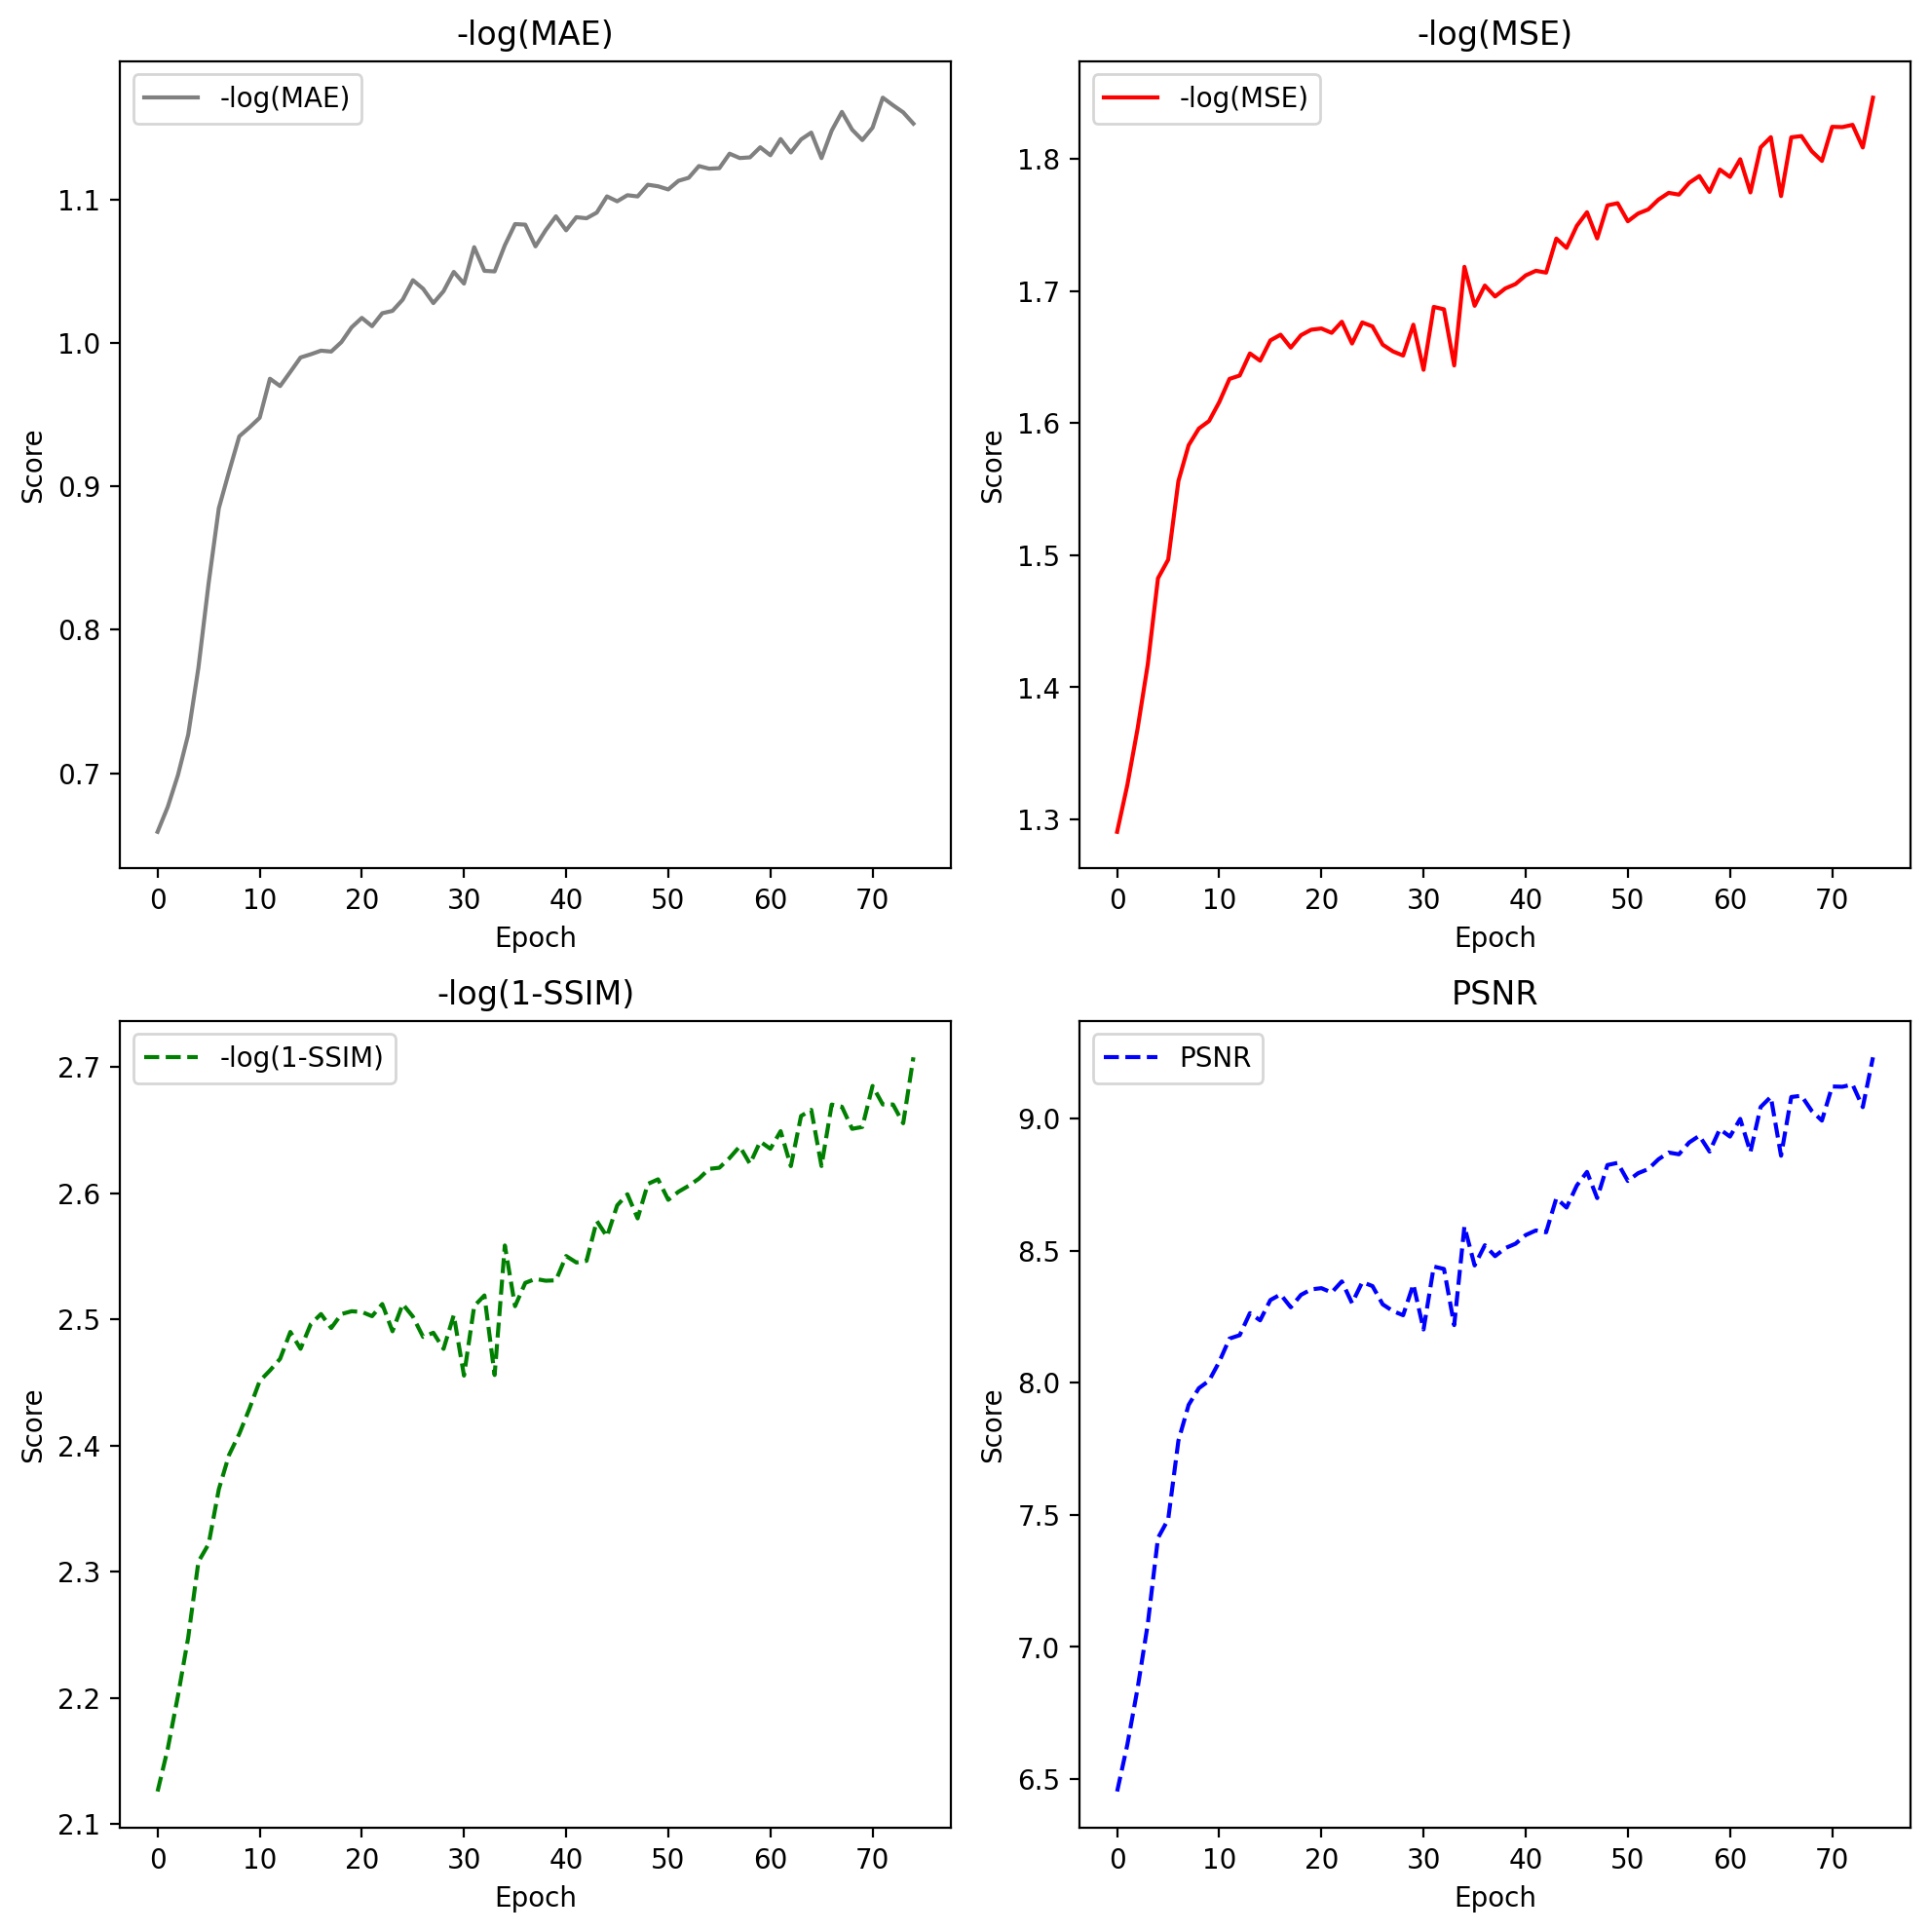 -log(MAE)
-log(MAE)
1.1
1.0
0.9
0.8
0.7
Score
0 10 20 30 40 50 60 70
Epoch
-log(MSE)
-log(MSE)
1.8
1.7
1.6
1.5
1.4
1.3
Score
0 10 20 30 40 50 60 70
Epoch
-log(1-SSIM)
-log(1-SSIM)
2.7
2.6
2.5
2.4
2.3
2.2
2.1
Score
0 10 20 30 40 50 60 70
Epoch
PSNR
PSNR
9.0
8.5
8.0
7.5
7.0
6.5
Score
0 10 20 30 40 50 60 70
Epoch